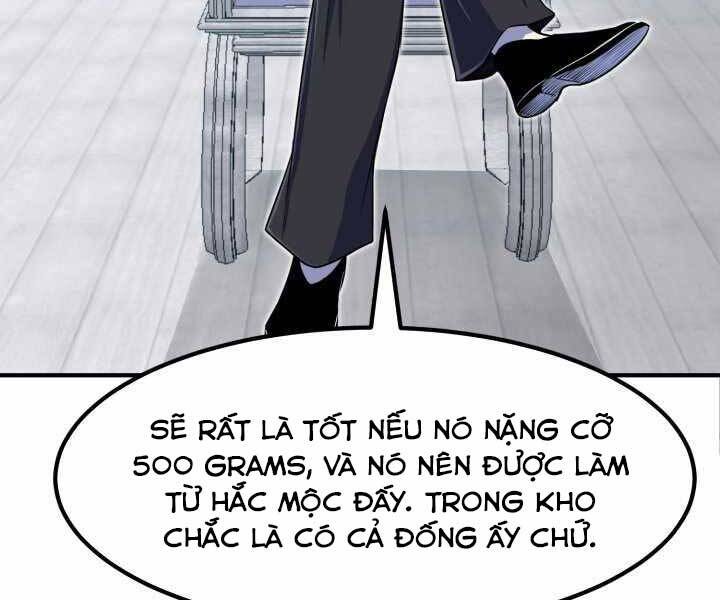 SẼ RẤT LÀ TỐT NẾU NÓ NẶNG CỠ
500 GRAMS, VÀ NÓ NÊN ĐƯỢC LÀM
TỪ HẮC MỘC ĐẤY. TRONG KHO
CHẮC LÀ CÓ CẢ ĐỐNG ẤY CHỨ.